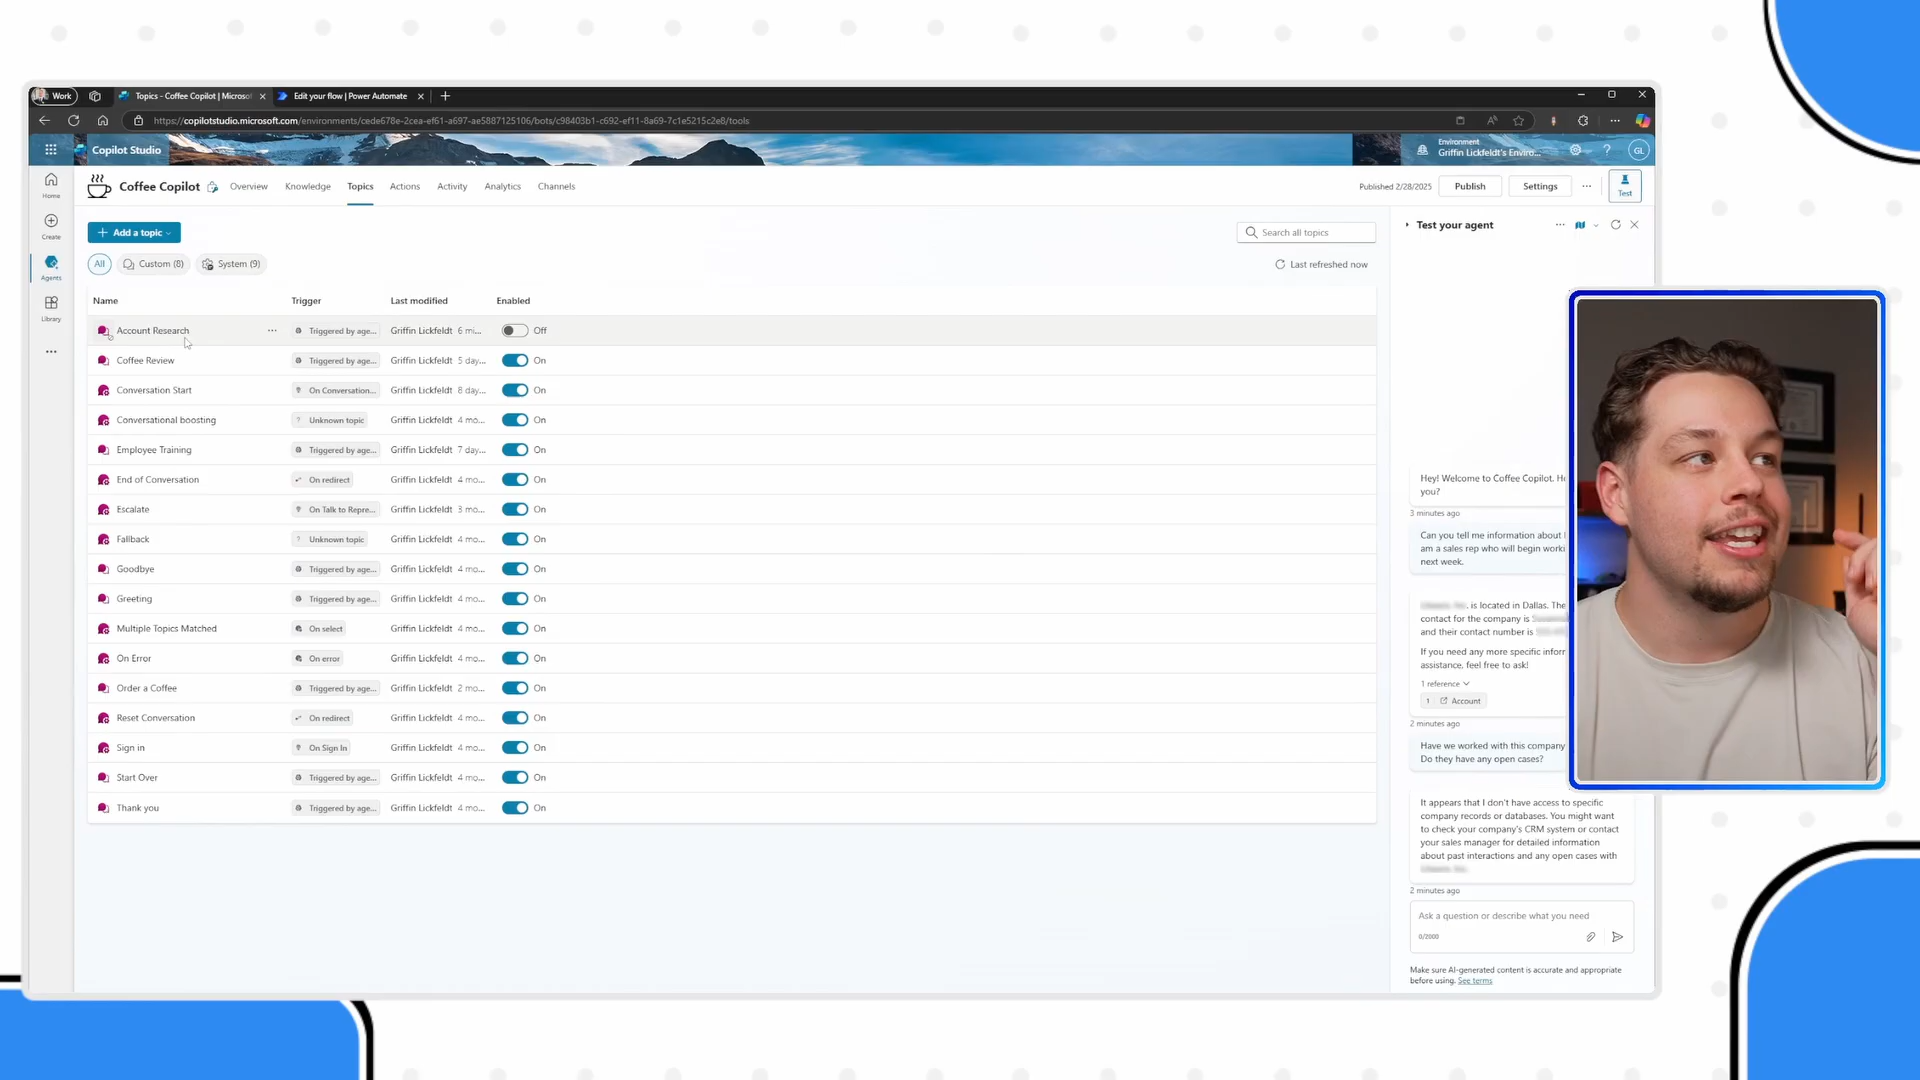 Work
Topics - Coffee Copilot | Microso
Edit your flow | Power Automate
https://copilotstudio.microsoft.com/environments/cede678e-2cea-ef61-a697-ae5887125106/bots/c98403b1-c692-ef11-8a69-7c1e5215c2e8/tools
Copilot Studio
Environment
Griffin Lickfeldt's Enviro...
GL
Home
Create
Agents
Library
Coffee Copilot
Overview
Knowledge
Topics
Actions
Activity
Analytics
Channels
Published 2/28/2025
Publish
Settings
Test
Add a topic
Search all topics
All
Custom (8)
System (9)
Last refreshed now
Name Trigger Last modified Enabled
Account Research Triggered by age... Griffin Lickfeldt 6 mi... Off
Coffee Review Triggered by age... Griffin Lickfeldt 5 day... On
Conversation Start On Conversation... Griffin Lickfeldt 8 day... On
Conversational boosting Unknown topic Griffin Lickfeldt 4 mo... On
Employee Training Triggered by age... Griffin Lickfeldt 7 day... On
End of Conversation On redirect Griffin Lickfeldt 4 mo... On
Escalate On Talk to Repre... Griffin Lickfeldt 3 mo... On
Fallback Unknown topic Griffin Lickfeldt 4 mo... On
Goodbye Triggered by age... Griffin Lickfeldt 4 mo... On
Greeting Triggered by age... Griffin Lickfeldt 4 mo... On
Multiple Topics Matched On select Griffin Lickfeldt 4 mo... On
On Error On error Griffin Lickfeldt 4 mo... On
Order a Coffee Triggered by age... Griffin Lickfeldt 2 mo... On
Reset Conversation On redirect Griffin Lickfeldt 4 mo... On
Sign in On Sign In Griffin Lickfeldt 4 mo... On
Start Over Triggered by age... Griffin Lickfeldt 4 mo... On
Thank you Triggered by age... Griffin Lickfeldt 4 mo... On
Test your agent
Hey! Welcome to Coffee Copilot. Ho
you?
3 minutes ago
Can you tell me information about
am a sales rep who will begin worki
next week.
is located in Dallas. The
contact for the company is
and their contact number is
If you need any more specific inforr
assistance, feel free to ask!
1 reference
1 Account
2 minutes ago
Have we worked with this company
Do they have any open cases?
It appears that I don't have access to specific
company records or databases. You might want
to check your company's CRM system or contact
your sales manager for detailed information
about past interactions and any open cases with
2 minutes ago
Ask a question or describe what you need
0/2000
Make sure AI-generated content is accurate and appropriate
before using. See terms